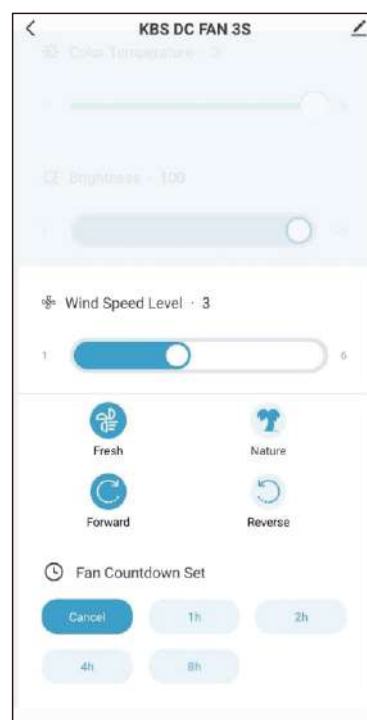 KBS DC FAN 3S
Color Temperature · 3
Brightness · 100
Wind Speed Level · 3
1 6
Fresh Nature
Forward Reverse
Fan Countdown Set
Cancel 1h 2h
4h 8h